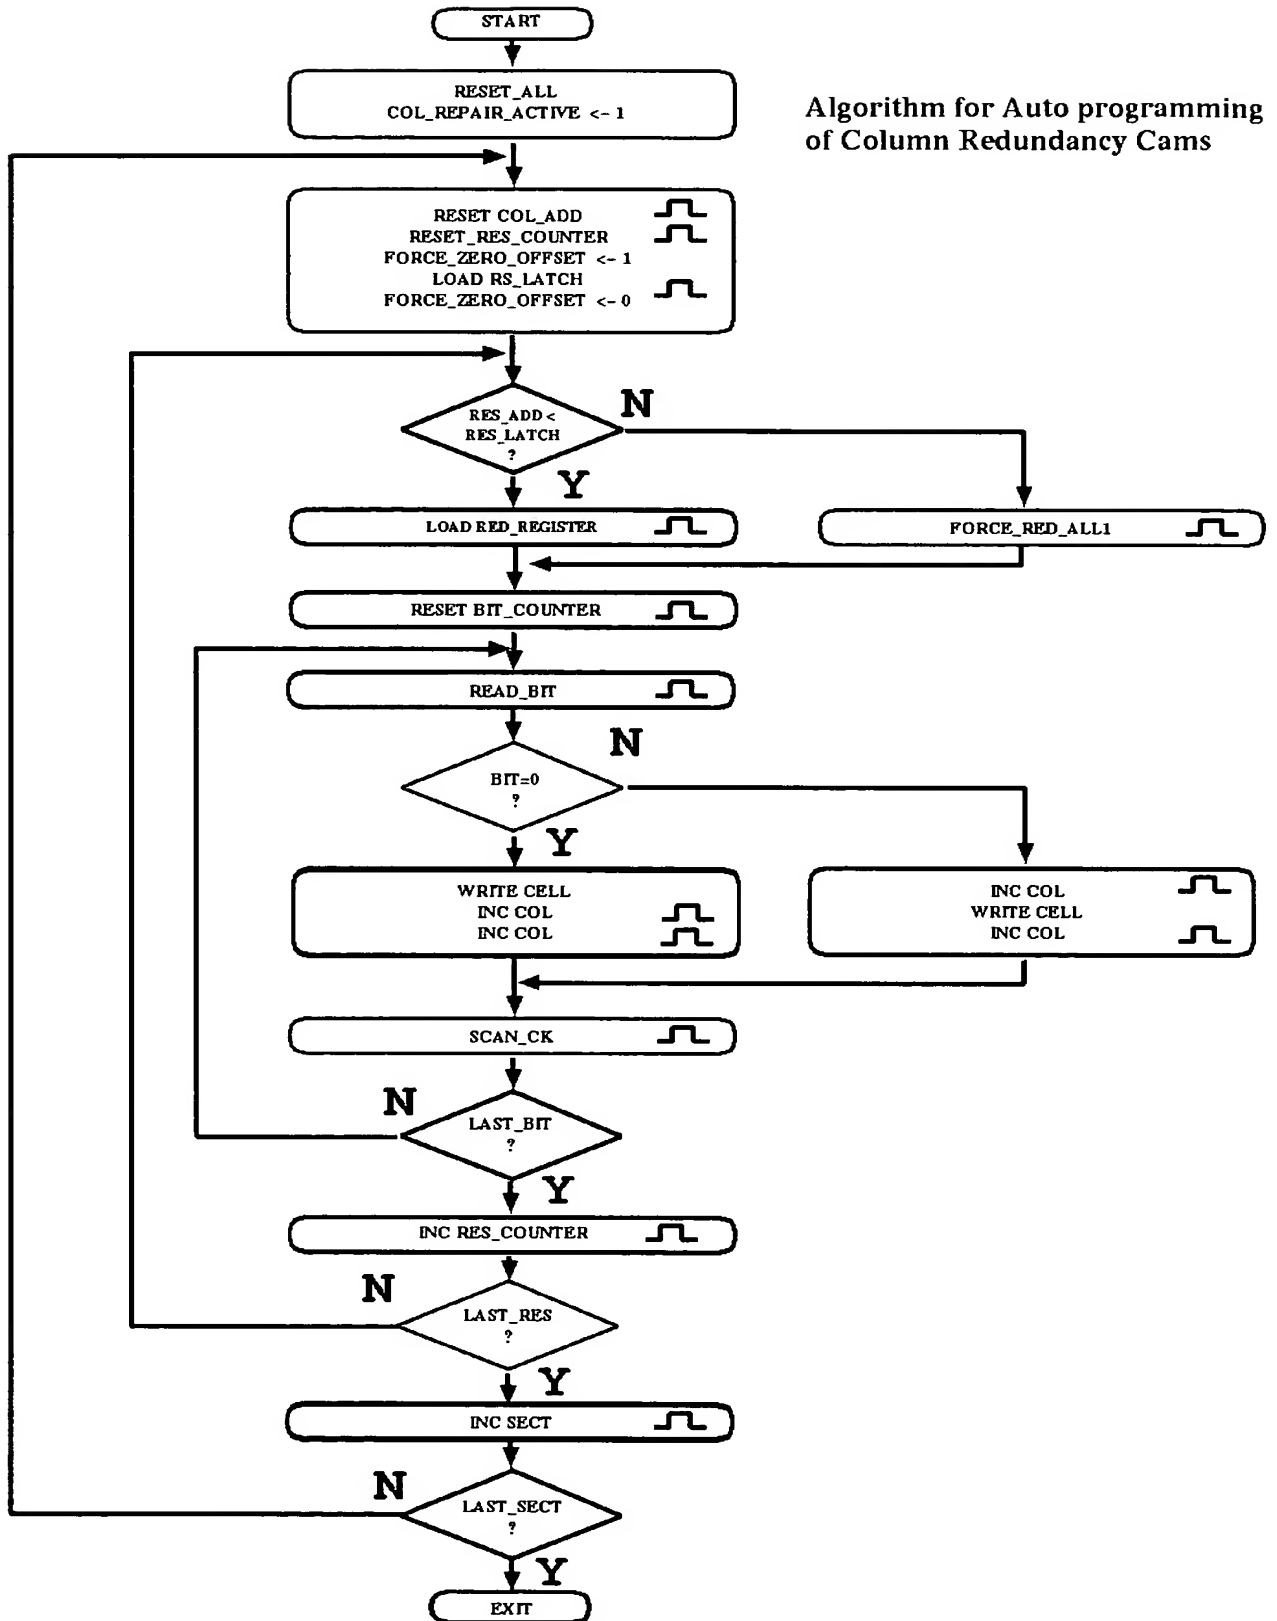 START
RESET_ALL
COL_REPAIR_ACTIVE <- 1
Algorithm for Auto programming
of Column Redundancy Cams
RESET COL_ADD
RESET_RES_COUNTER
FORCE_ZERO_OFFSET <- 1
LOAD RS_LATCH
FORCE_ZERO_OFFSET <- 0
RES_ADD <
RES_LATCH
?
N
Y
LOAD RED_REGISTER
FORCE_RED_ALL1
RESET BIT_COUNTER
READ_BIT
BIT=0
?
N
Y
WRITE CELL
INC COL
INC COL
INC COL
WRITE CELL
INC COL
SCAN_CK
N
LAST_BIT
?
Y
INC RES_COUNTER
N
LAST_RES
?
Y
INC SECT
N
LAST_SECT
?
Y
EXIT